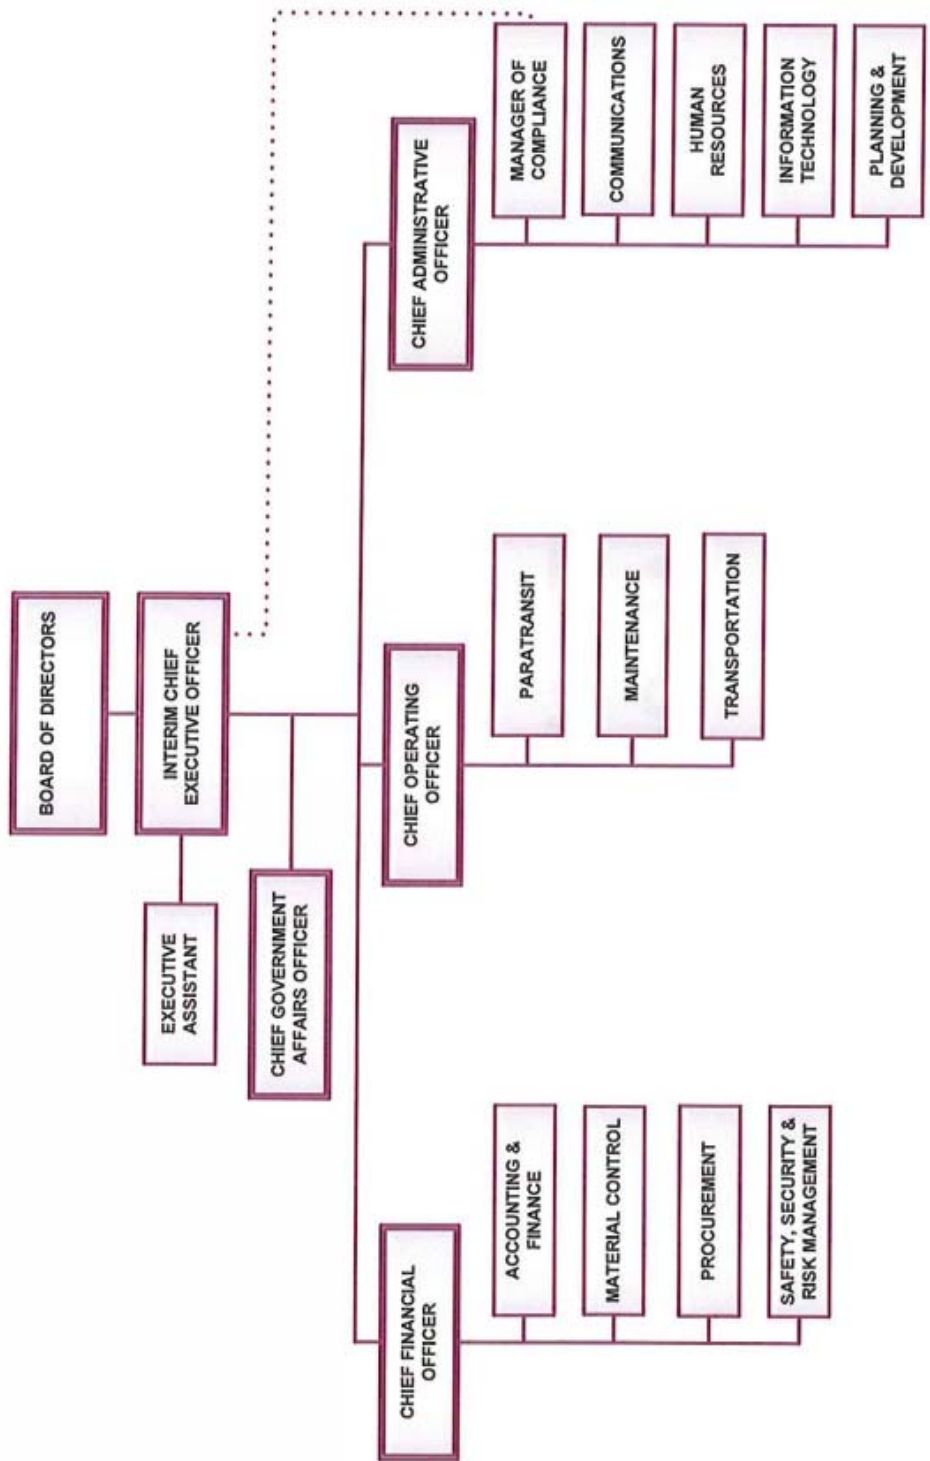 BOARD OF DIRECTORS
INTERIM CHIEF
EXECUTIVE OFFICER
EXECUTIVE
ASSISTANT
CHIEF GOVERNMENT
AFFAIRS OFFICER
CHIEF FINANCIAL
OFFICER
ACCOUNTING &
FINANCE
MATERIAL CONTROL
PROCUREMENT
SAFETY, SECURITY &
RISK MANAGEMENT
CHIEF OPERATING
OFFICER
PARATRANSIT
MAINTENANCE
TRANSPORTATION
CHIEF ADMINISTRATIVE
OFFICER
MANAGER OF
COMPLIANCE
COMMUNICATIONS
HUMAN
RESOURCES
INFORMATION
TECHNOLOGY
PLANNING &
DEVELOPMENT